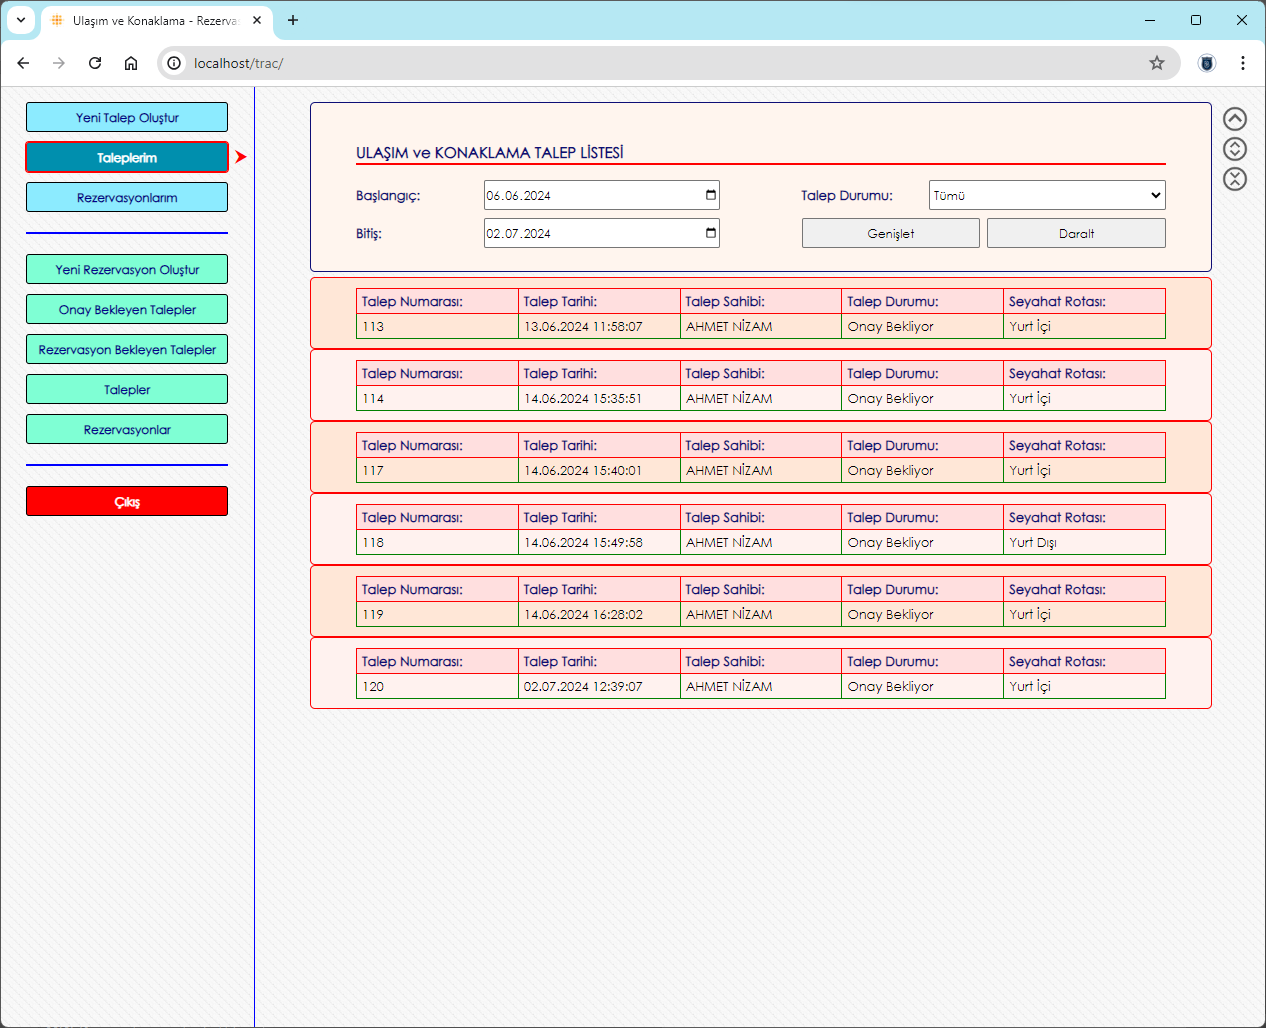 Ulaşım ve Konaklama - Rezerva
localhost/trac/
Yeni Talep Oluştur
Taleplerim
Rezervasyonlarım
Yeni Rezervasyon Oluştur
Onay Bekleyen Talepler
Rezervasyon Bekleyen Talepler
Talepler
Rezervasyonlar
Çıkış
ULAŞIM ve KONAKLAMA TALEP LİSTESİ
Başlangıç: 06.06.2024 Talep Durumu: Tümü
Bitiş: 02.07.2024 Genişlet Daralt
Talep Numarası: Talep Tarihi: Talep Sahibi: Talep Durumu: Seyahat Rotası:
113 13.06.2024 11:58:07 AHMET NİZAM Onay Bekliyor Yurt İçi
Talep Numarası: Talep Tarihi: Talep Sahibi: Talep Durumu: Seyahat Rotası:
114 14.06.2024 15:35:51 AHMET NİZAM Onay Bekliyor Yurt İçi
Talep Numarası: Talep Tarihi: Talep Sahibi: Talep Durumu: Seyahat Rotası:
117 14.06.2024 15:40:01 AHMET NİZAM Onay Bekliyor Yurt İçi
Talep Numarası: Talep Tarihi: Talep Sahibi: Talep Durumu: Seyahat Rotası:
118 14.06.2024 15:49:58 AHMET NİZAM Onay Bekliyor Yurt Dışı
Talep Numarası: Talep Tarihi: Talep Sahibi: Talep Durumu: Seyahat Rotası:
119 14.06.2024 16:28:02 AHMET NİZAM Onay Bekliyor Yurt İçi
Talep Numarası: Talep Tarihi: Talep Sahibi: Talep Durumu: Seyahat Rotası:
120 02.07.2024 12:39:07 AHMET NİZAM Onay Bekliyor Yurt İçi